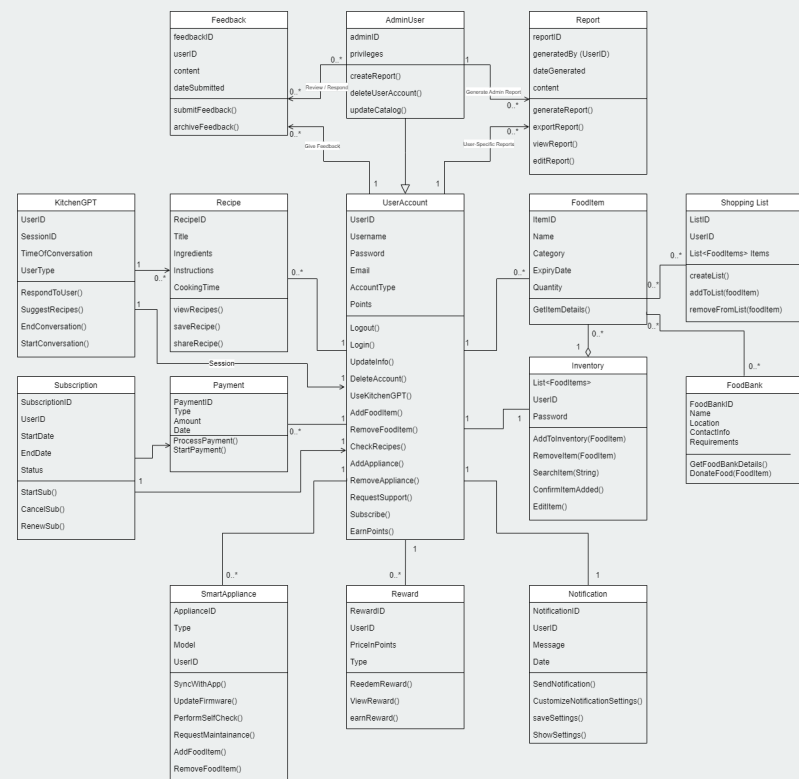 Feedback
feedbackID
userID
content
dateSubmitted
submitFeedback()
archiveFeedback()
AdminUser
adminID
privileges
createReport()
deleteUserAccount()
updateCatalog()
Report
reportID
generatedBy (UserID)
dateGenerated
content
generateReport()
exportReport()
viewReport()
editReport()
0..*
1
Review / Respond
0..*
Generate Admin Report
0..*
0..*
Give Feedback
0..*
User-Specific Reports
1
1
KitchenGPT
UserID
SessionID
TimeOfConversation
UserType
RespondToUser()
SuggestRecipes()
EndConversation()
StartConversation()
1
0..*
1
Recipe
RecipeID
Title
Ingredients
Instructions
CookingTime
viewRecipes()
saveRecipe()
shareRecipe()
0..*
1
Session
1
UserAccount
UserID
Username
Password
Email
AccountType
Points
Logout()
Login()
UpdateInfo()
DeleteAccount()
UseKitchenGPT()
AddFoodItem()
RemoveFoodItem()
CheckRecipes()
AddAppliance()
RemoveAppliance()
RequestSupport()
Subscribe()
EarnPoints()
0..*
1
FoodItem
ItemID
Name
Category
ExpiryDate
Quantity
GetItemDetails()
0..*
0..*
0..*
0..*
Shopping List
ListID
UserID
List<FoodItems> Items
createList()
addToList(foodItem)
removeFromList(foodItem)
0..*
1
Inventory
List<FoodItems>
UserID
Password
AddToInventory(FoodItem)
RemoveItem(FoodItem)
SearchItem(String)
ConfirmItemAdded()
EditItem()
1
1
FoodBank
FoodBankID
Name
Location
ContactInfo
Requirements
GetFoodBankDetails()
DonateFood(FoodItem)
Subscription
SubscriptionID
UserID
StartDate
EndDate
Status
StartSub()
CancelSub()
RenewSub()
1
Payment
PaymentID
Type
Amount
Date
ProcessPayment()
StartPayment()
1
0..*
1
1
1
0..*
1
0..*
1
SmartAppliance
ApplianceID
Type
Model
UserID
SyncWithApp()
UpdateFirmware()
PerformSelfCheck()
RequestMaintainance()
AddFoodItem()
RemoveFoodItem()
Reward
RewardID
UserID
PriceInPoints
Type
ReedemReward()
ViewReward()
earnReward()
Notification
NotificationID
UserID
Message
Date
SendNotification()
CustomizeNotificationSettings()
saveSettings()
ShowSettings()